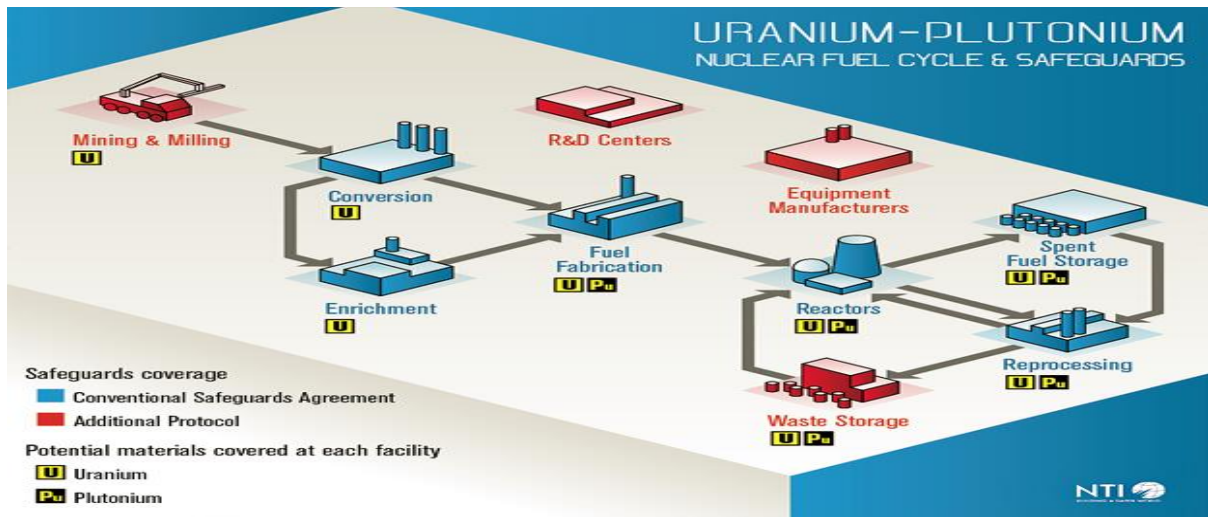 URANIUM-PLUTONIUM
NUCLEAR FUEL CYCLE & SAFEGUARDS
Mining & Milling
U
R&D Centers
Conversion
U
Equipment
Manufacturers
Fuel
Fabrication
U Pu
Spent
Fuel Storage
U Pu
Enrichment
U
Reactors
U Pu
Reprocessing
U Pu
Waste Storage
U Pu
Safeguards coverage
Conventional Safeguards Agreement
Additional Protocol
Potential materials covered at each facility
U Uranium
Pu Plutonium
NTI